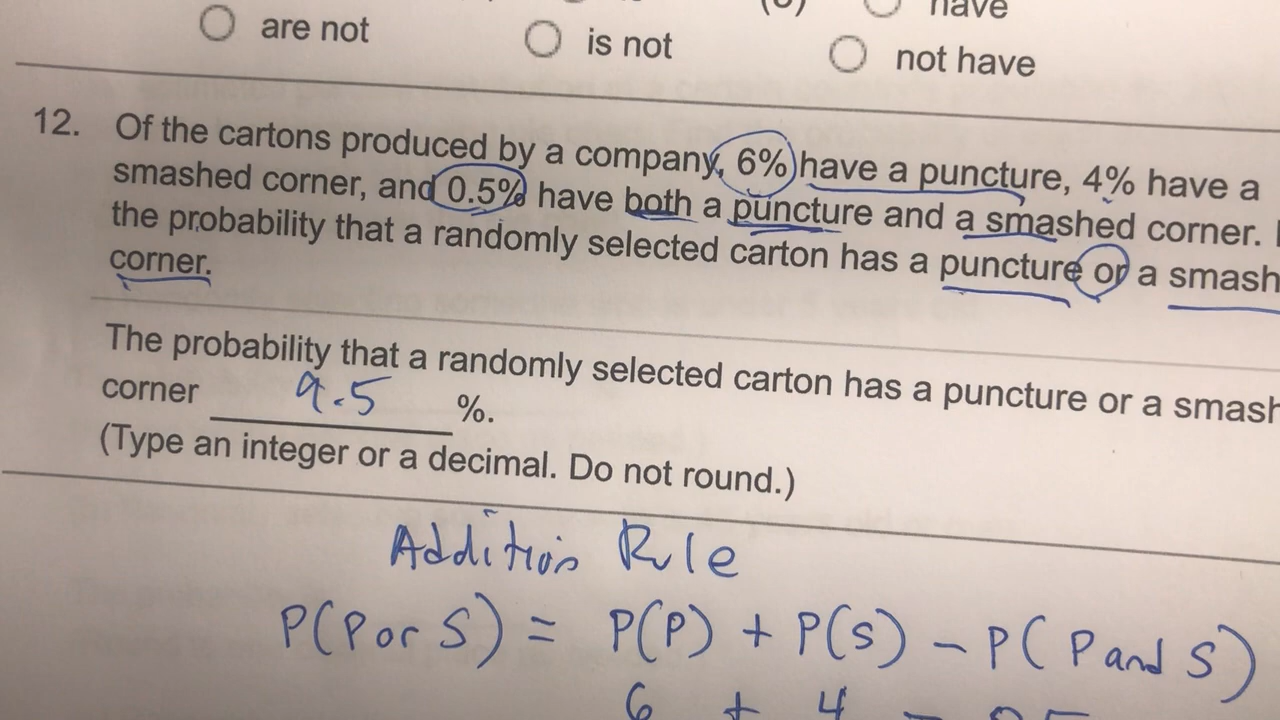 have
are not is not not have
12. Of the cartons produced by a company, 6% have a puncture, 4% have a
smashed corner, and 0.5% have both a puncture and a smashed corner.
the probability that a randomly selected carton has a puncture or a smash
corner.
The probability that a randomly selected carton has a puncture or a smash
corner 9.5 %.
(Type an integer or a decimal. Do not round.)
Addition Rule
P(P or S) = P(P) + P(S) - P( P and S)
6 + 4 -